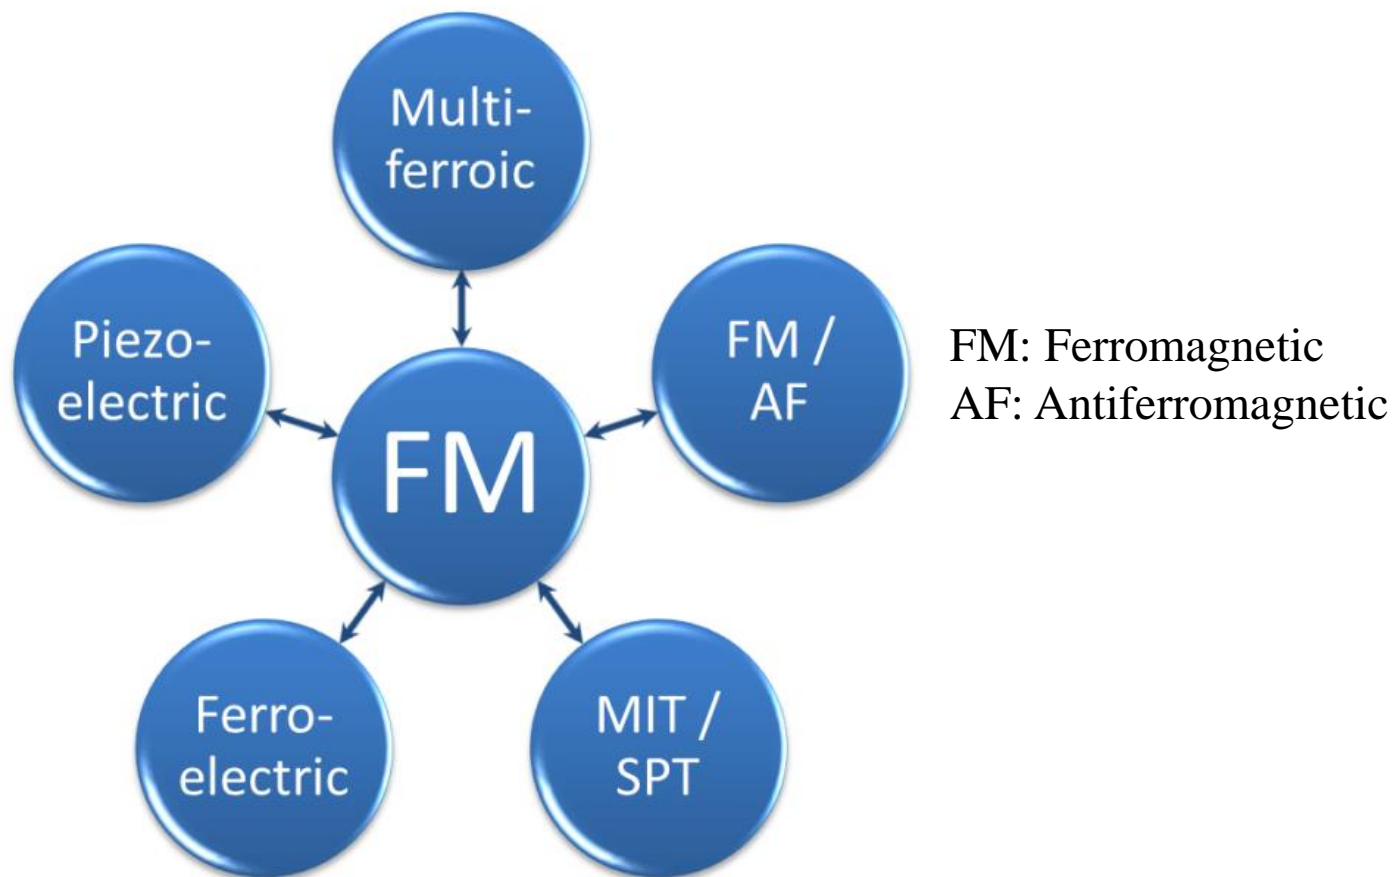 Multi-
ferroic
Piezo-
electric
FM /
AF
FM: Ferromagnetic
AF: Antiferromagnetic
FM
Ferro-
electric
MIT /
SPT